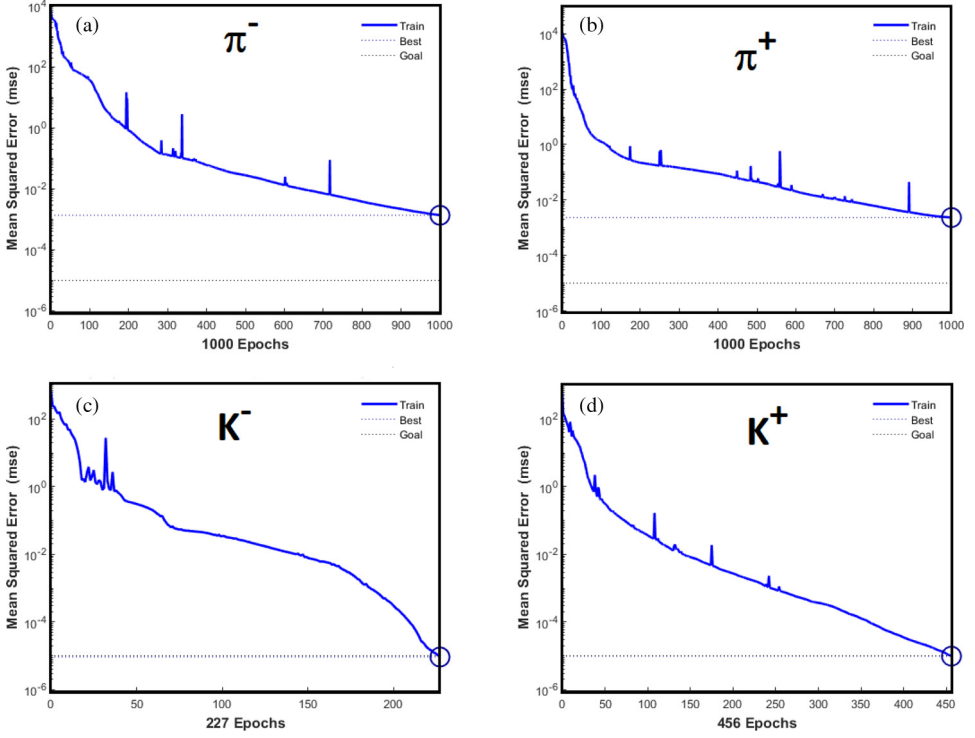 (a)
π-
Train
Best
Goal
Mean Squared Error (mse)
10^4
10^2
10^0
10^-2
10^-4
10^-6
0 100 200 300 400 500 600 700 800 900 1000
1000 Epochs
(b)
π+
Train
Best
Goal
Mean Squared Error (mse)
10^4
10^2
10^0
10^-2
10^-4
10^-6
0 100 200 300 400 500 600 700 800 900 1000
1000 Epochs
(c)
K-
Train
Best
Goal
Mean Squared Error (mse)
10^2
10^0
10^-2
10^-4
10^-6
0 50 100 150 200
227 Epochs
(d)
K+
Train
Best
Goal
Mean Squared Error (mse)
10^2
10^0
10^-2
10^-4
10^-6
0 50 100 150 200 250 300 350 400 450
456 Epochs